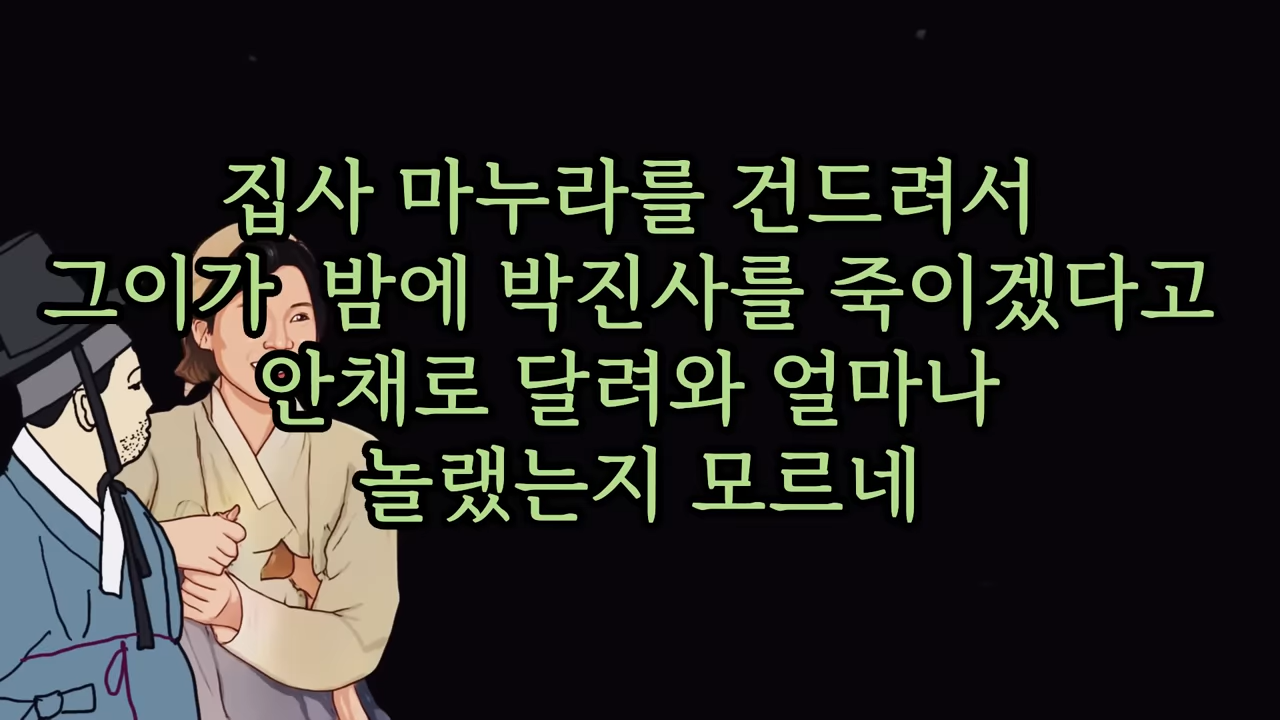 집사 마누라를 건드려서
그이가 밤에 박진사를 죽이겠다고
안채로 달려와 얼마나
놀랬는지 모르네